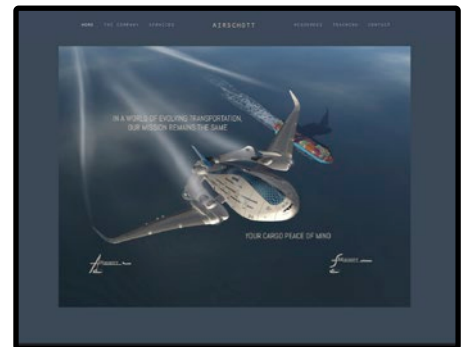 HOME THE COMPANY SERVICES AIRSCHOTT RESOURCES TRAINING CONTACT
IN A WORLD OF EVOLVING TRANSPORTATION,
OUR MISSION REMAINS THE SAME
YOUR CARGO PEACE OF MIND